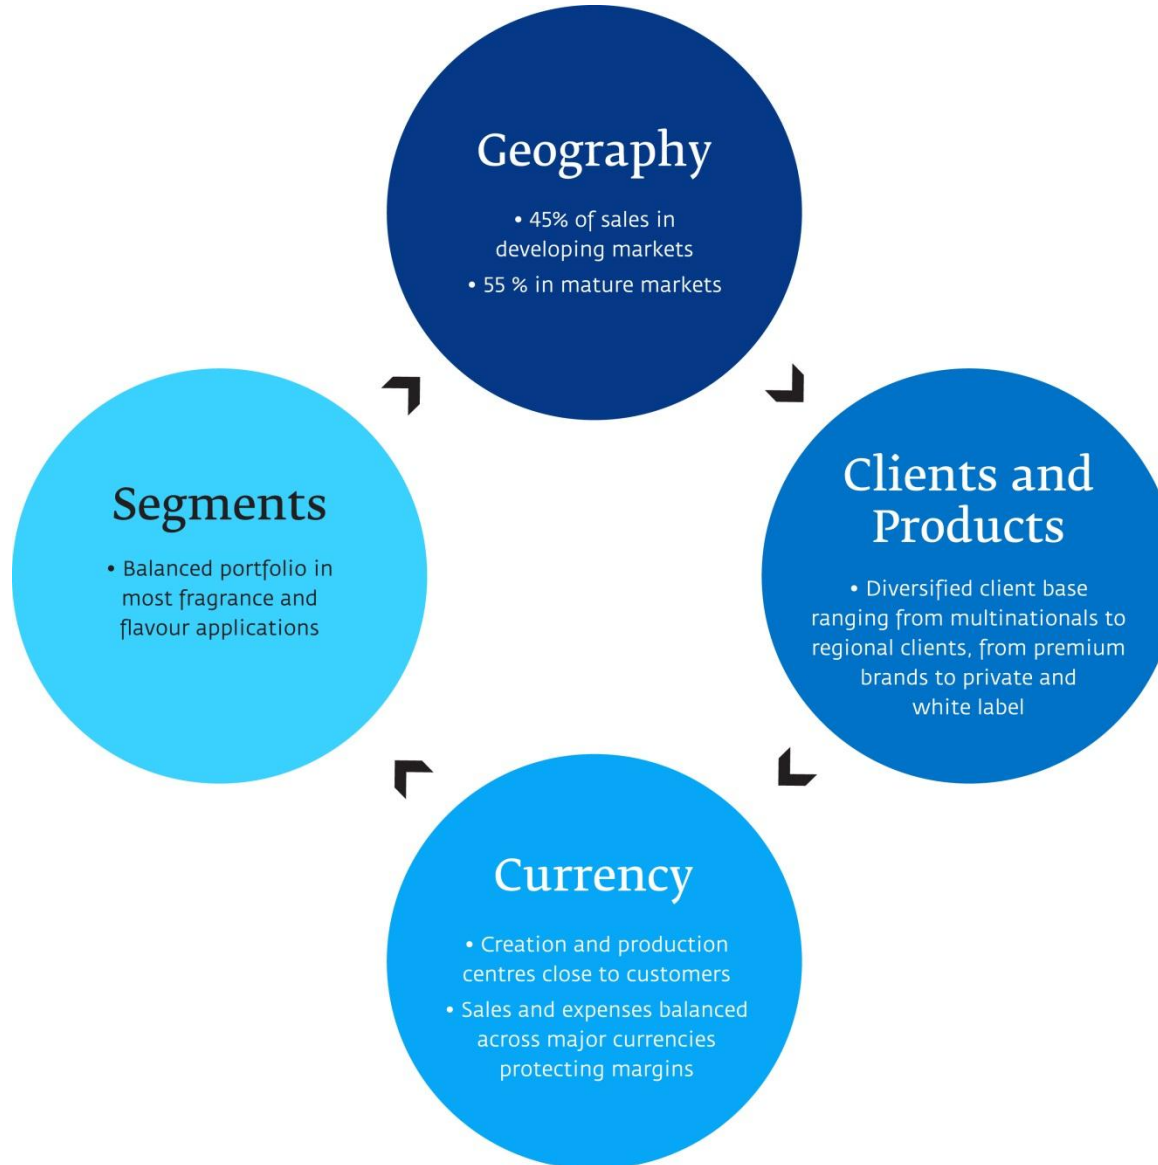 Geography
• 45% of sales in
developing markets
• 55 % in mature markets
Clients and
Products
• Diversified client base
ranging from multinationals to
regional clients, from premium
brands to private and
white label
Currency
• Creation and production
centres close to customers
• Sales and expenses balanced
across major currencies
protecting margins
Segments
• Balanced portfolio in
most fragrance and
flavour applications